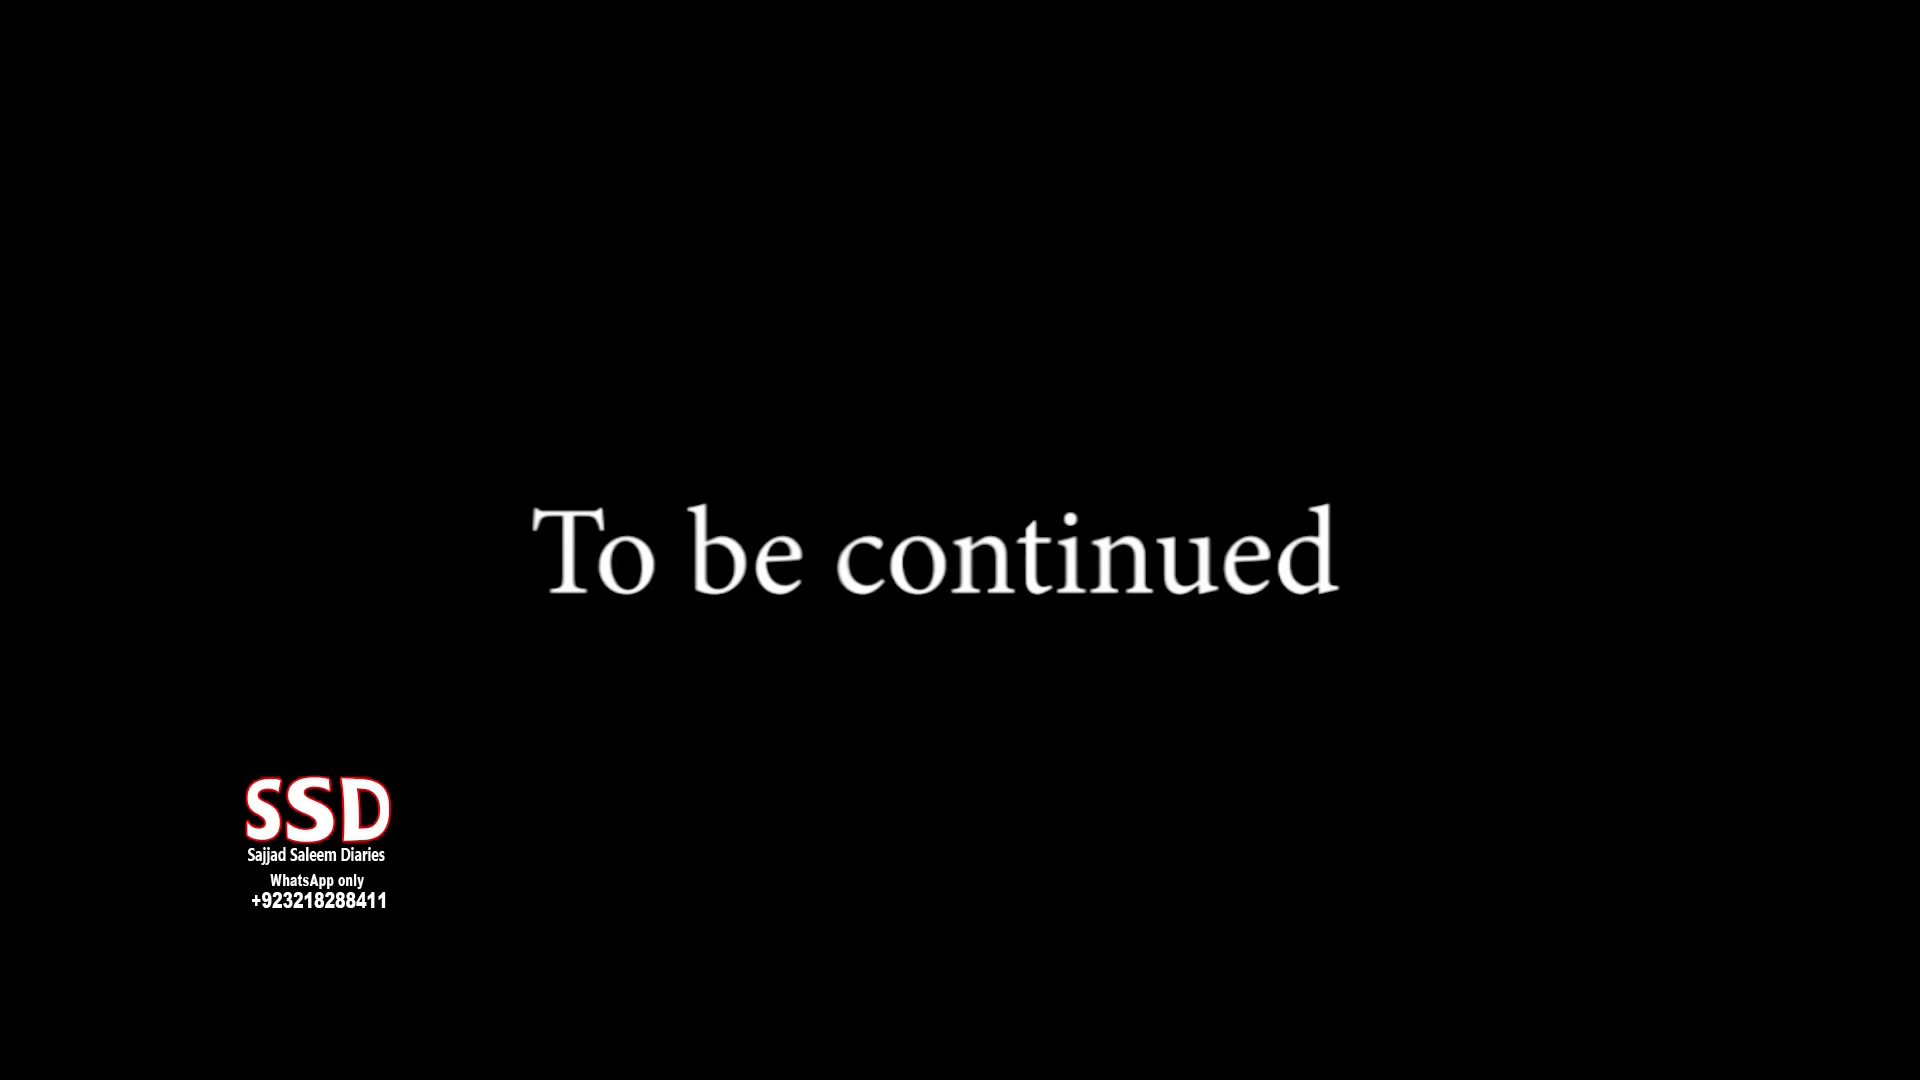 To be continued
SSD
Sajjad Saleem Diaries
WhatsApp only
+923218288411